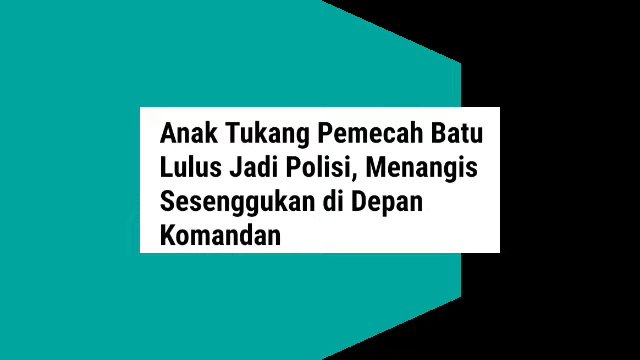 Anak Tukang Pemecah Batu
Lulus Jadi Polisi, Menangis
Sesenggukan di Depan
Komandan